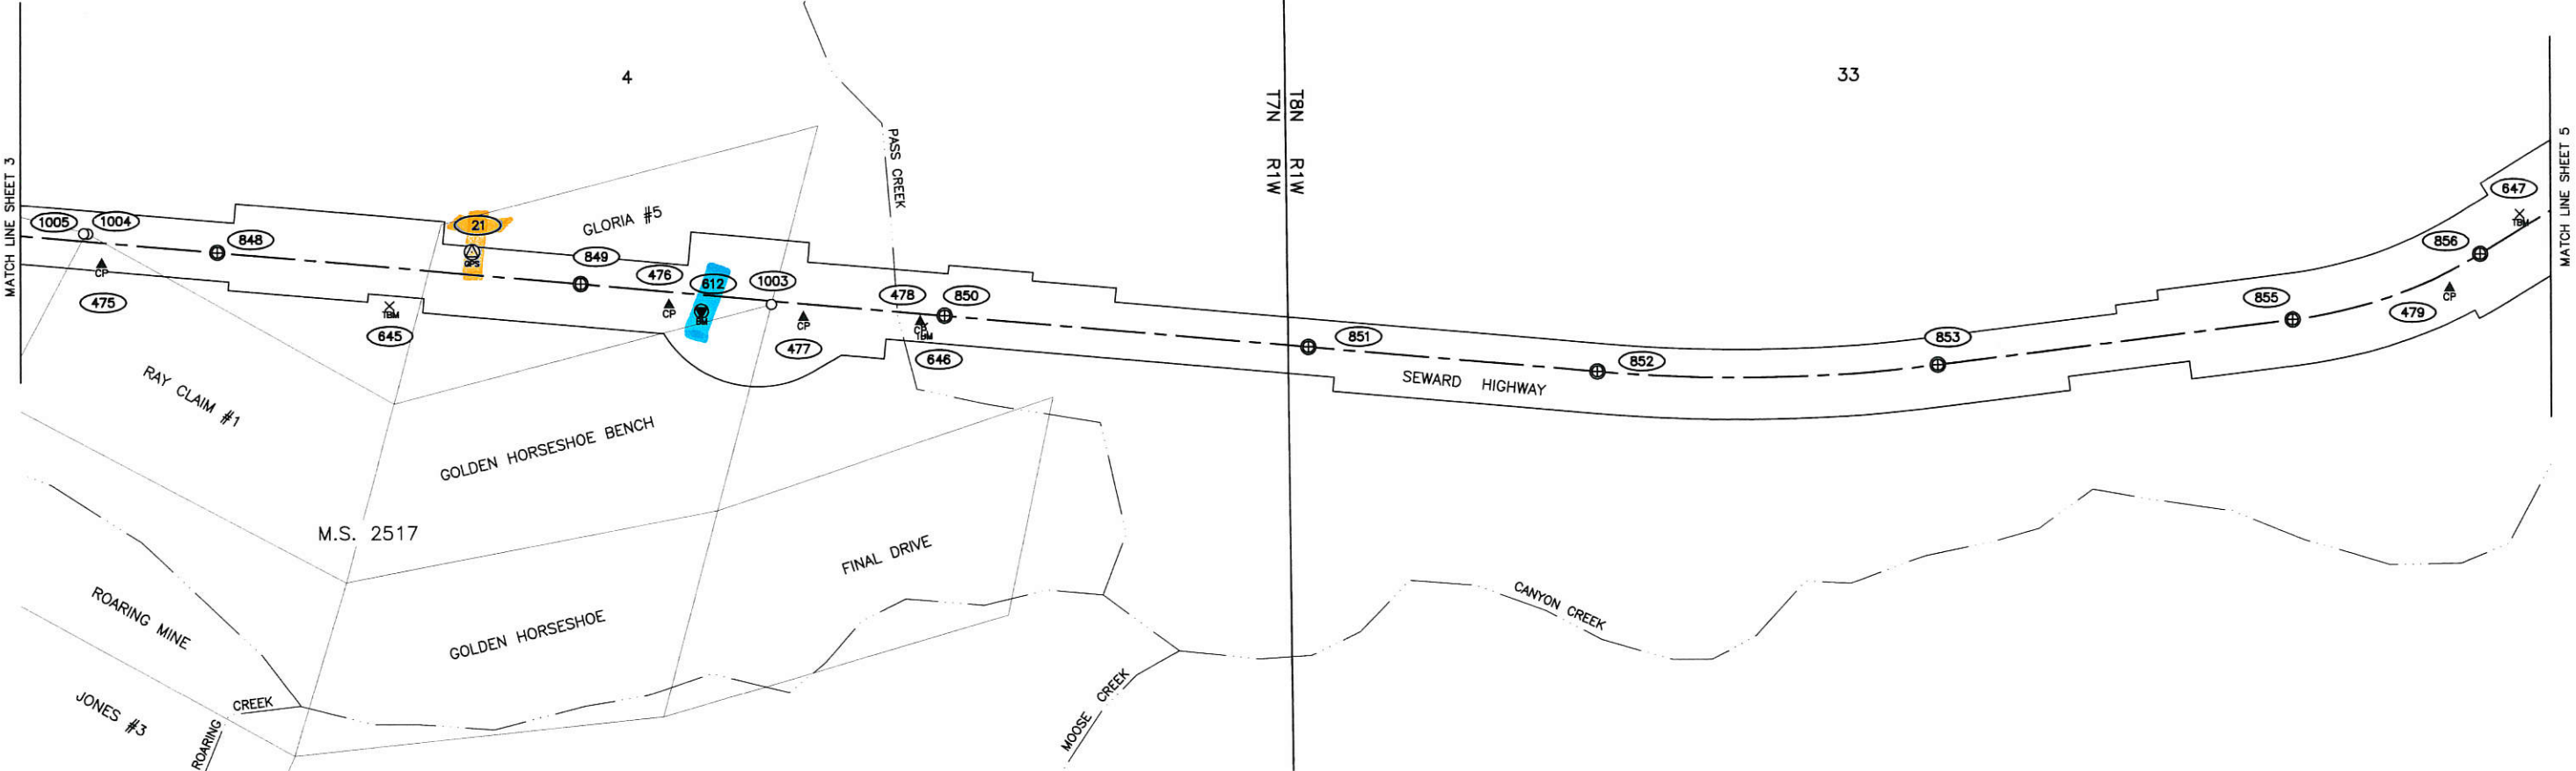 4
33
T7N
T8N
R1W
R1W
MATCH LINE SHEET 3
MATCH LINE SHEET 5
PASS CREEK
1005
1004
848
21
GPS
GLORIA #5
849
476
612
1003
478
850
647
TBM
856
CP
475
TBM
645
CP
BM
CP
477
CP
TBM
646
851
852
853
855
CP
479
SEWARD HIGHWAY
RAY CLAIM #1
GOLDEN HORSESHOE BENCH
M.S. 2517
FINAL DRIVE
ROARING MINE
GOLDEN HORSESHOE
CANYON CREEK
JONES #3
ROARING
CREEK
MOOSE CREEK